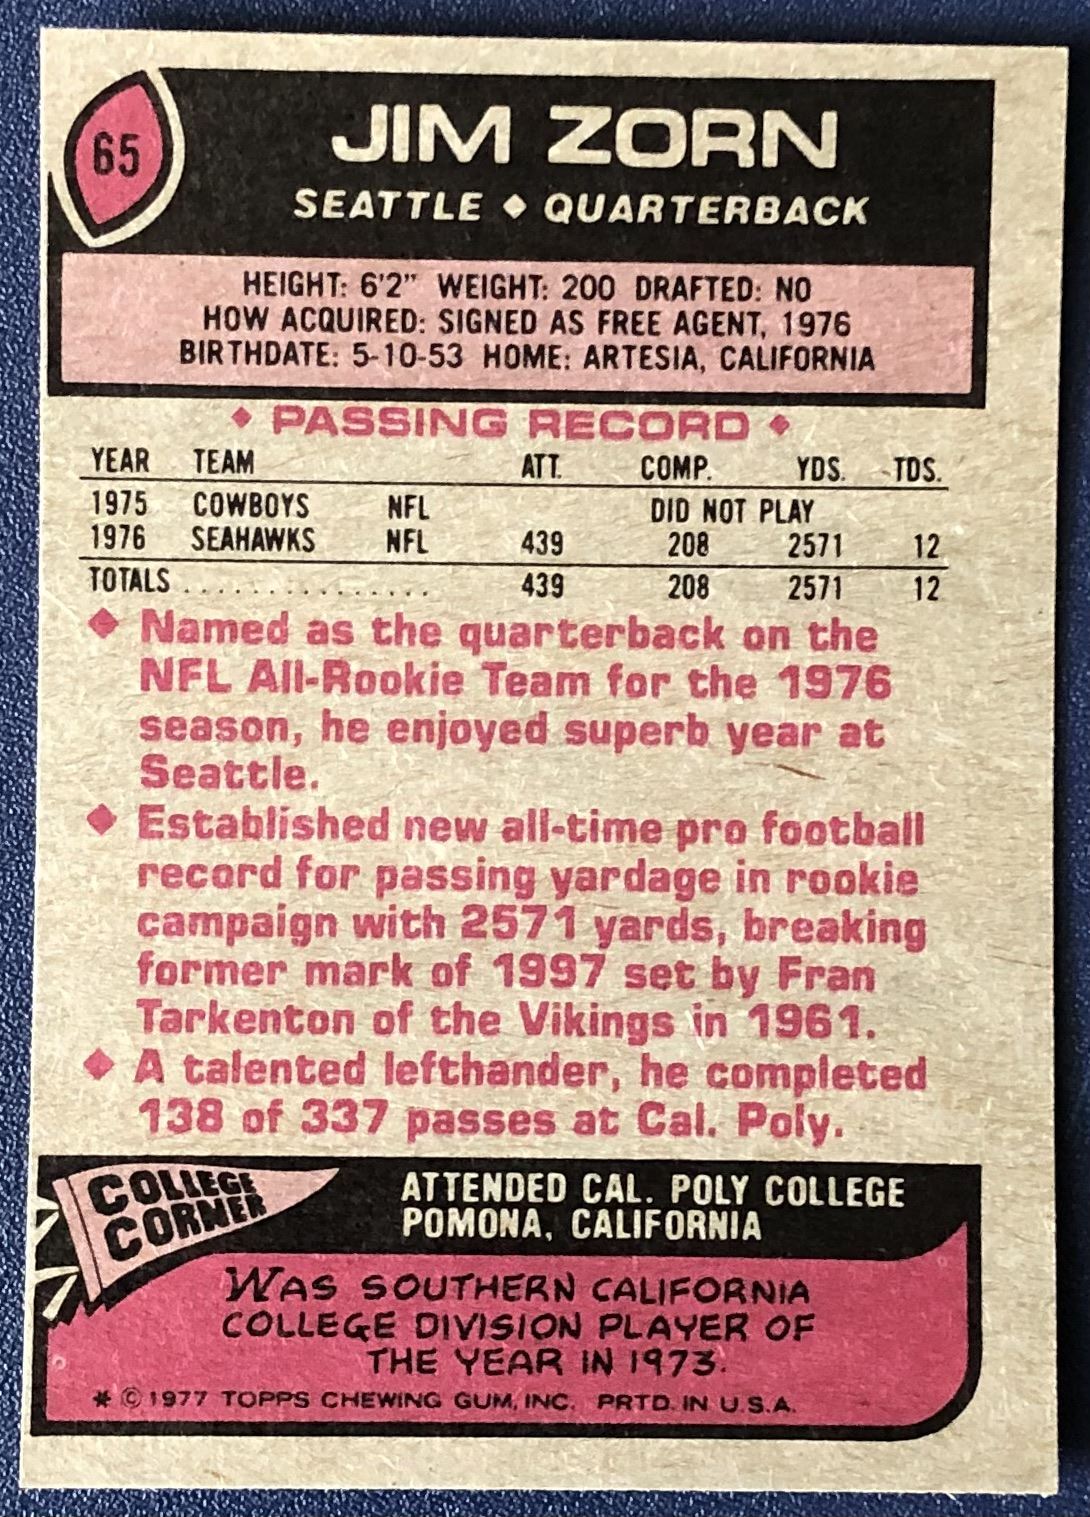 65
JIM ZORN
SEATTLE ♦ QUARTERBACK
HEIGHT: 6'2" WEIGHT: 200 DRAFTED: NO
HOW ACQUIRED: SIGNED AS FREE AGENT, 1976
BIRTHDATE: 5-10-53 HOME: ARTESIA, CALIFORNIA
♦ PASSING RECORD ♦
YEAR TEAM ATT. COMP. YDS. TDS.
1975 COWBOYS NFL DID NOT PLAY
1976 SEAHAWKS NFL 439 208 2571 12
TOTALS ............... 439 208 2571 12
♦ Named as the quarterback on the
NFL All-Rookie Team for the 1976
season, he enjoyed superb year at
Seattle.
♦ Established new all-time pro football
record for passing yardage in rookie
campaign with 2571 yards, breaking
former mark of 1997 set by Fran
Tarkenton of the Vikings in 1961.
♦ A talented lefthander, he completed
138 of 337 passes at Cal. Poly.
COLLEGE
CORNER
ATTENDED CAL. POLY COLLEGE
POMONA, CALIFORNIA
WAS SOUTHERN CALIFORNIA
COLLEGE DIVISION PLAYER OF
THE YEAR IN 1973.
* © 1977 TOPPS CHEWING GUM, INC. PRTD. IN U.S.A.